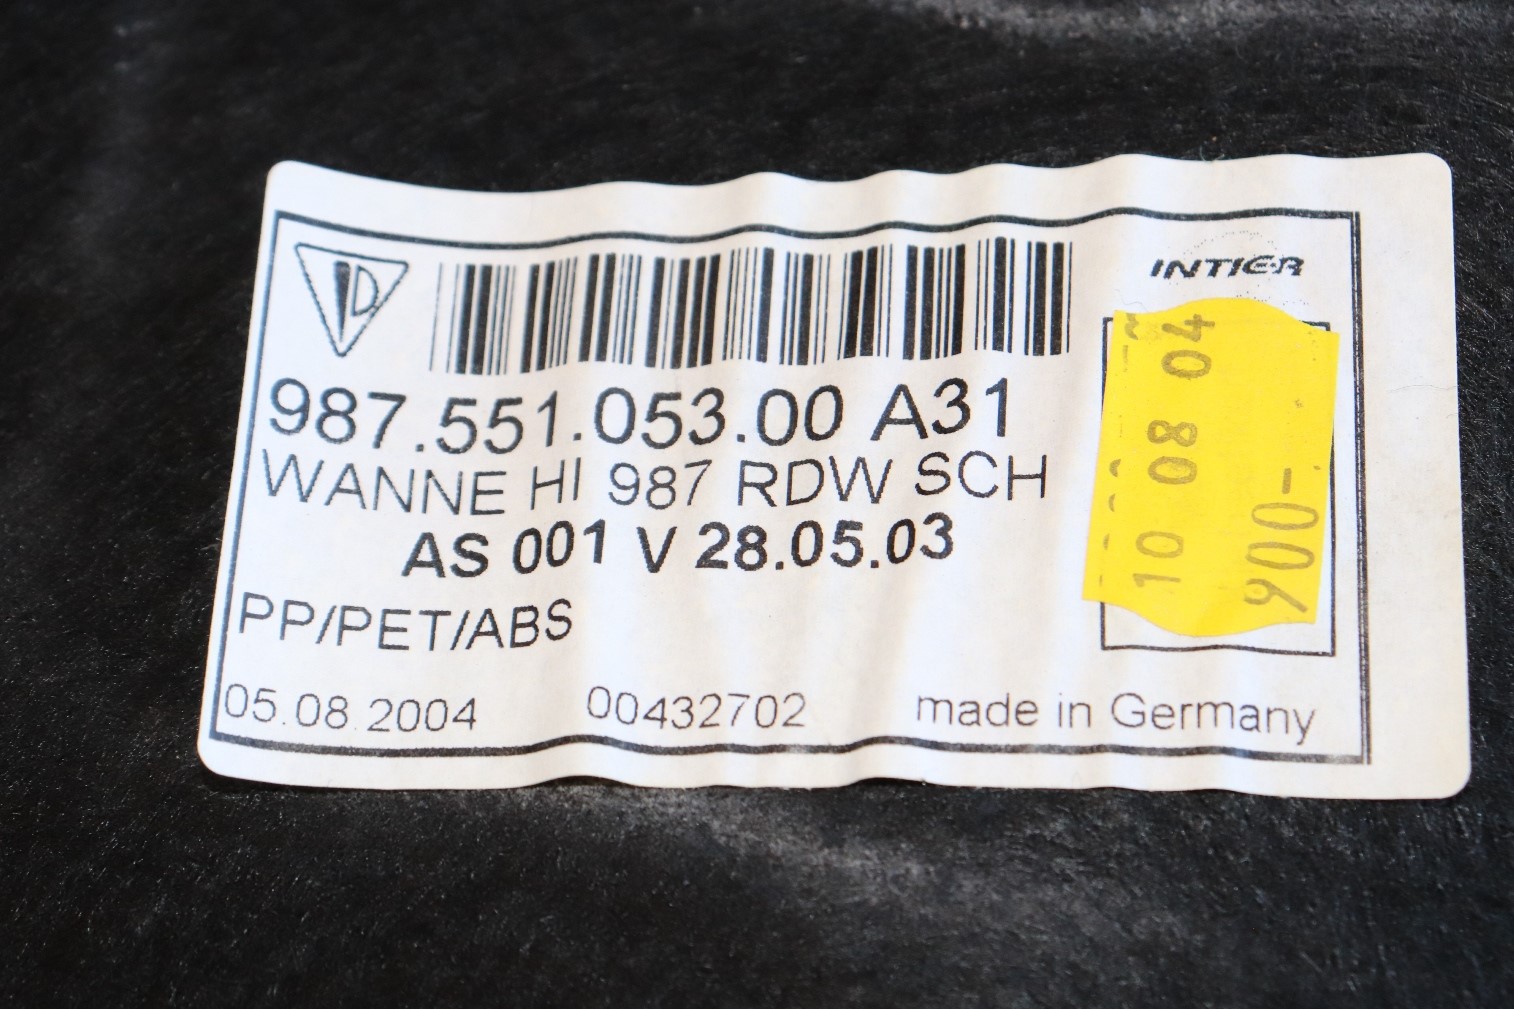 INTIER
987.551.053.00 A31
WANNE HI 987 RDW SCH
AS 001 V 28.05.03
PP/PET/ABS
05.08.2004 00432702 made in Germany
10 08 04
900-